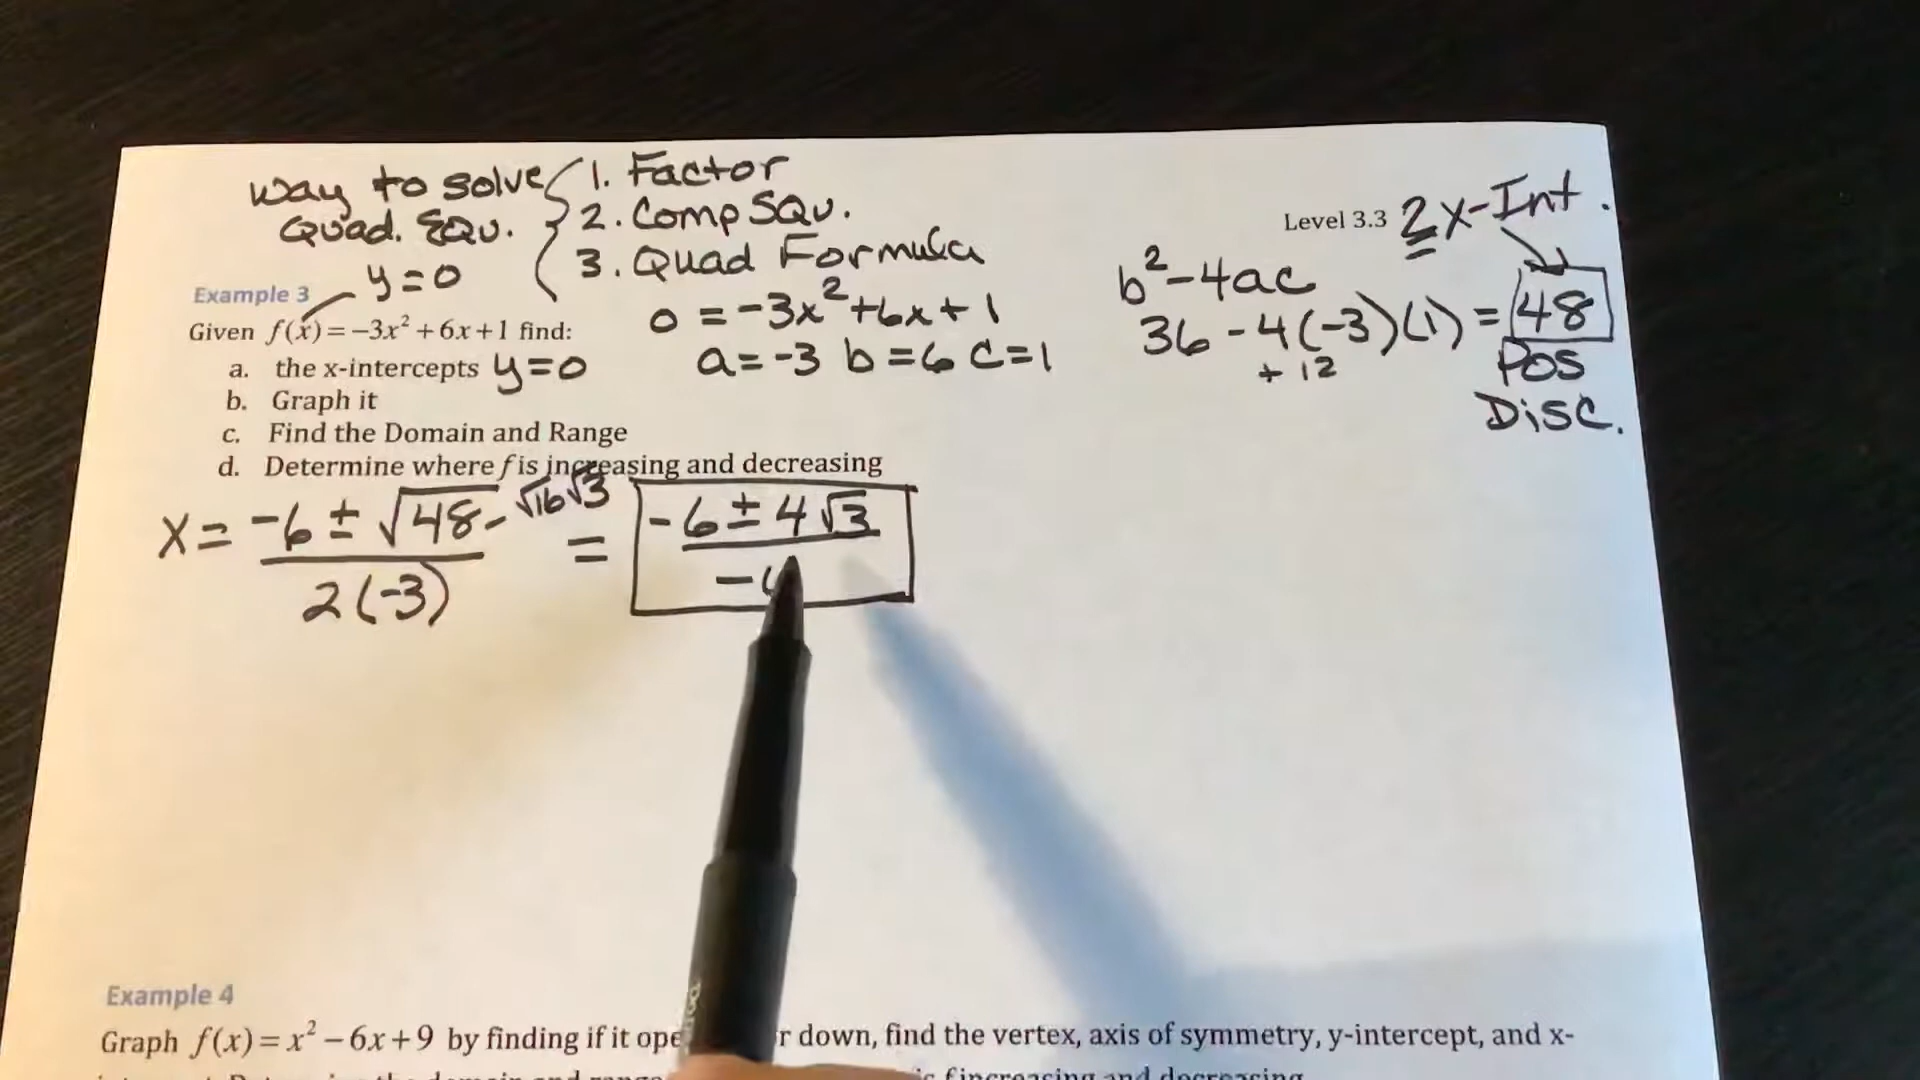 way to solve
Quad. EQU.
1. Factor
2. Comp SQU.
3. Quad Formula
Level 3.3
2 x-Int.
Example 3
y=0
Given f(x)=−3x²+6x+1 find:
0 = -3x²+6x+1
a=-3 b=6 c=1
b²-4ac
36-4(-3)(1) = 48
+12
Pos
Disc.
a. the x-intercepts y=0
b. Graph it
c. Find the Domain and Range
d. Determine where f is increasing and decreasing
x = -6 ± √48 - √16√3
2(-3)
= -6 ± 4√3
Example 4
Graph f(x)=x²−6x+9 by finding if it down, find the vertex, axis of symmetry, y-intercept, and x-